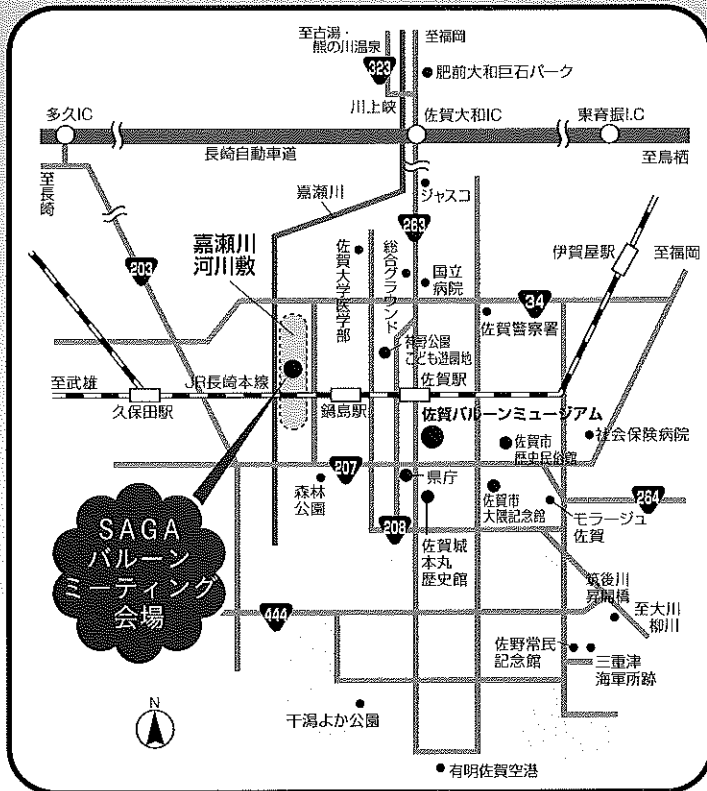 至古湯・
熊の川温泉
至福岡
323
肥前大和巨石パーク
川上峡
多久IC
佐賀大和IC
東脊振I.C
長崎自動車道
至鳥栖
至長崎
嘉瀬川
ジャスコ
263
嘉瀬川
河川敷
佐賀大学医学部
総合グラウンド
国立
病院
伊賀屋駅
至福岡
203
34
佐賀警察署
神野公園
こども遊園地
至武雄
JR長崎本線
佐賀駅
久保田駅
鍋島駅
佐賀バルーンミュージアム
佐賀市
歴史民俗館
社会保険病院
207
県庁
森林
公園
佐賀市
大隈記念館
264
SAGA
バルーン
ミーティング
会場
208
佐賀城
本丸
歴史館
モラージュ
佐賀
筑後川
昇開橋
至大川
柳川
444
佐野常民
記念館
三重津
海軍所跡
N
干潟よか公園
有明佐賀空港